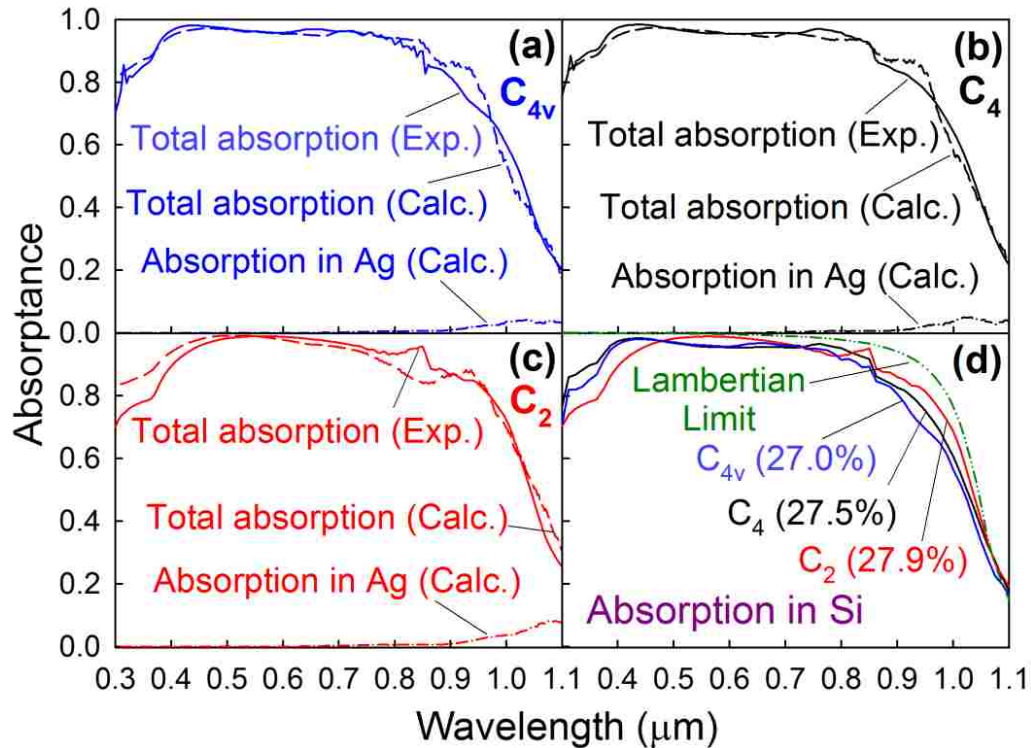 Absorptance
1.0
0.8
0.6
0.4
0.2
0.0
(a)
C4v
Total absorption (Exp.)
Total absorption (Calc.)
Absorption in Ag (Calc.)
(b)
C4
Total absorption (Exp.)
Total absorption (Calc.)
Absorption in Ag (Calc.)
0.8
0.6
0.4
0.2
0.0
(c)
C2
Total absorption (Exp.)
Total absorption (Calc.)
Absorption in Ag (Calc.)
(d)
Lambertian
Limit
C4v (27.0%)
C4 (27.5%)
C2 (27.9%)
Absorption in Si
0.3 0.4 0.5 0.6 0.7 0.8 0.9 1.0 1.1
0.4 0.5 0.6 0.7 0.8 0.9 1.0 1.1
Wavelength (μm)